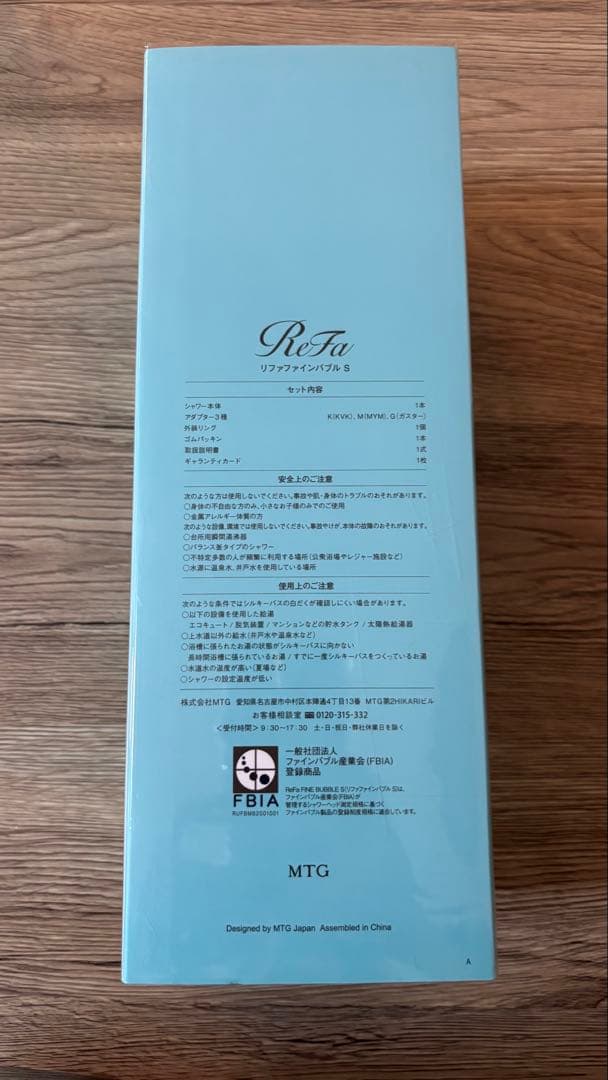 ReFa
リファファインバブル S
セット内容
シャワー本体 1本
アダプター3種 K(KVK)、M(MYM)、G(ガスター)
外鍋リング 1個
ゴムパッキン 1本
取扱説明書 1式
ギャランティカード 1枚
安全上のご注意
次のような方は使用しないでください。事故や肌・身体のトラブルのおそれがあります。
○身体の不自由な方のみ、小さなお子様のみでのご使用
○金属アレルギー体質の方
次のような設備、環境では使用しないでください。事故やけが、本体の故障のおそれがあります。
○台所用瞬間湯沸器
○バランス釜タイプのシャワー
○不特定多数の人が頻繁に利用する場所(公衆浴場やレジャー施設など)
○水源に温泉水、井戸水を使用している場所
使用上のご注意
次のような条件ではシルキーバスの白だくが確認しにくい場合があります。
○以下の設備を使用した給湯
エコキュート/脱気装置/マンションなどの貯水タンク/太陽熱給湯器
○上水道以外の給水(井戸水や温泉水など)
○浴槽に張られたお湯の状態がシルキーバスに向かない
長時間浴槽に張られているお湯/すでに一度シルキーバスをつくっているお湯
○水道水の温度が高い(夏場など)
○シャワーの設定温度が低い
株式会社MTG 愛知県名古屋市中村区本陣通4丁目13番 MTG第2HIKARIビル
お客様相談室 0120-315-332
<受付時間> 9:30〜17:30 土・日・祝日・弊社休業日を除く
一般社団法人
ファインバブル産業会(FBIA)
登録商品
FBIA
RUFBM82S01S01
ReFa FINE BUBBLE S(リファファインバブル S)は、
ファインバブル産業会(FBIA)が
管理するシャワーヘッド測定規格に基づく
ファインバブル製品の登録制度規格に適合しています。
MTG
Designed by MTG Japan Assembled in China
A